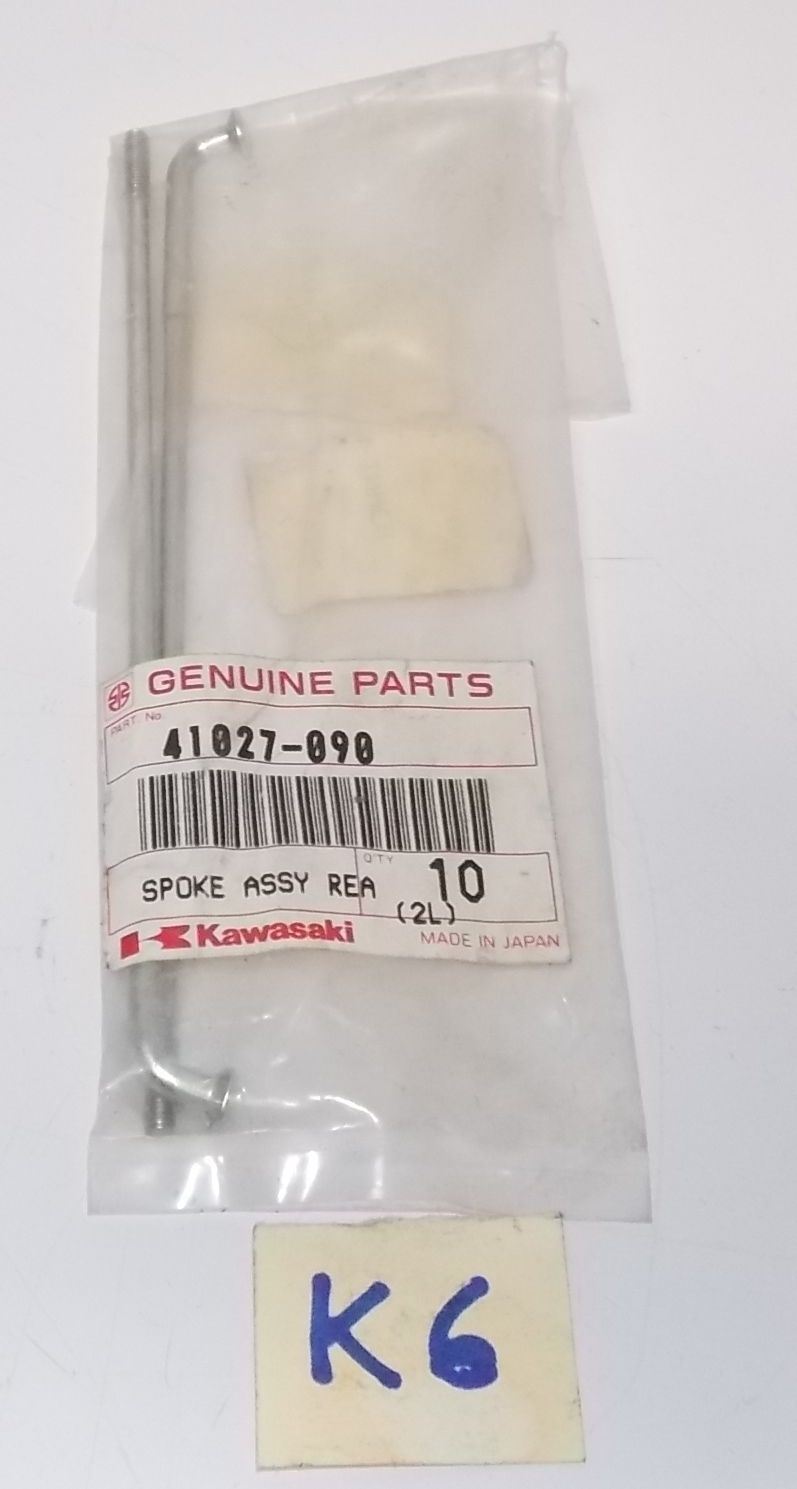 GENUINE PARTS
PART No.
41027-090
SPOKE ASSY REA
Q'TY
10
(2L)
Kawasaki
MADE IN JAPAN
K6